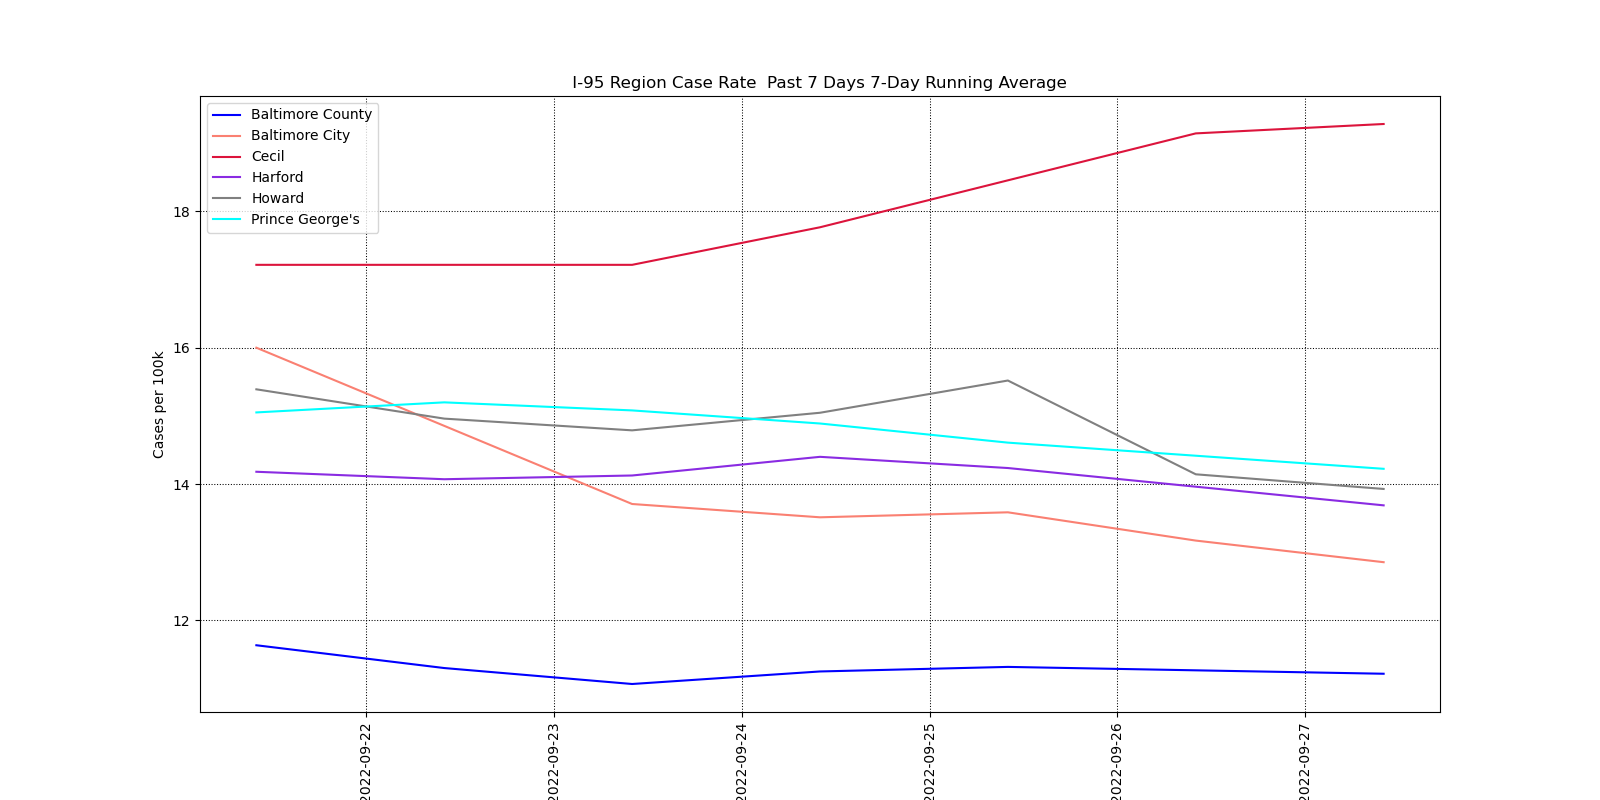 I-95 Region Case Rate  Past 7 Days 7-Day Running Average
Baltimore County
Baltimore City
Cecil
Harford
Howard
Prince George's
Cases per 100k
18
16
14
12
2022-09-22
2022-09-23
2022-09-24
2022-09-25
2022-09-26
2022-09-27